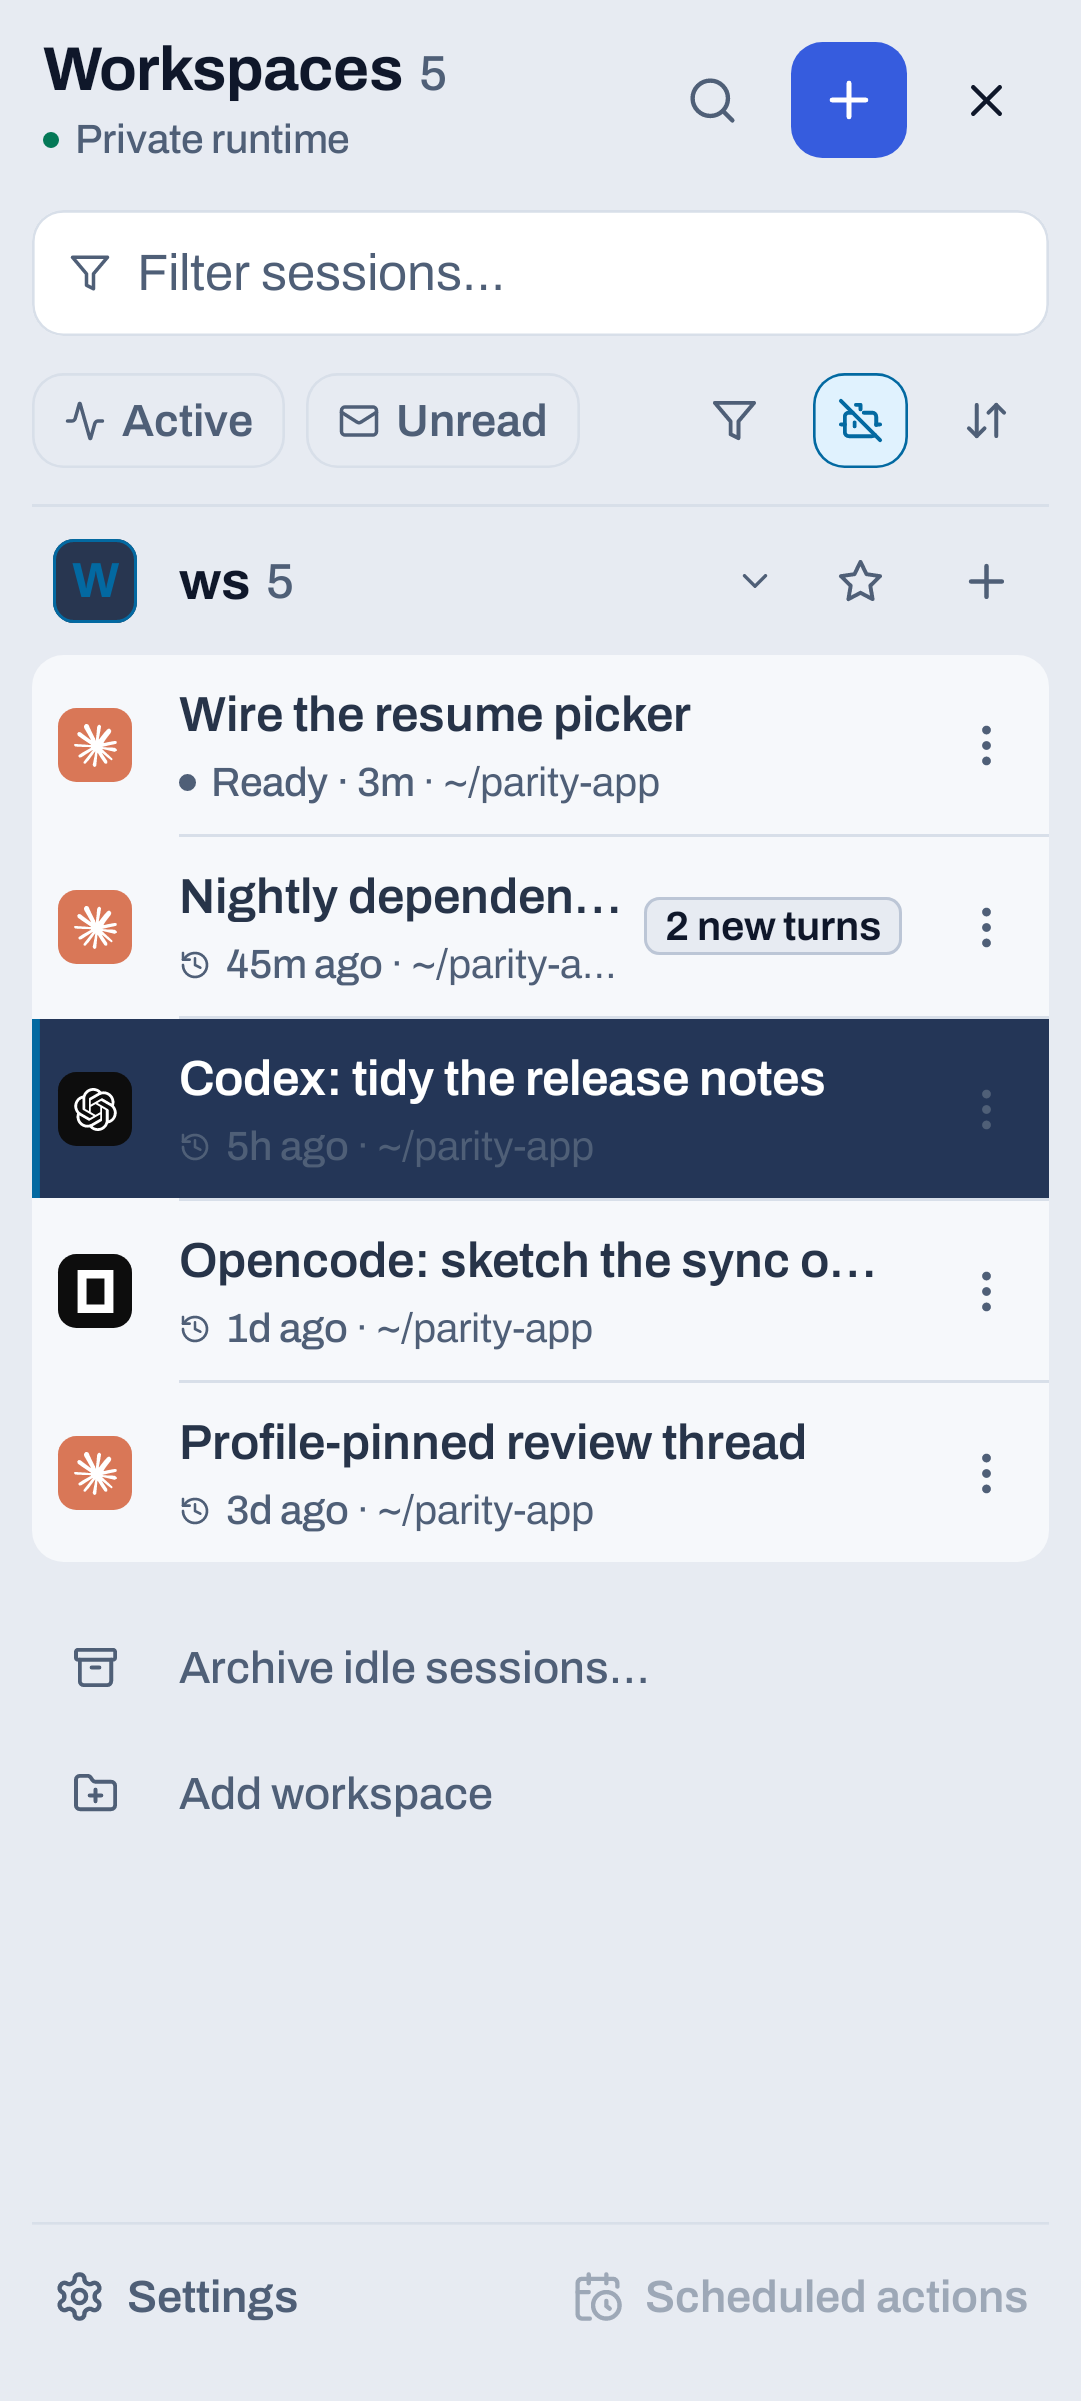 Workspaces 5
Private runtime
Filter sessions...
Active
Unread
W
ws 5
Wire the resume picker
Ready · 3m · ~/parity-app
Nightly dependen...
2 new turns
45m ago · ~/parity-a...
Codex: tidy the release notes
5h ago · ~/parity-app
Opencode: sketch the sync o...
1d ago · ~/parity-app
Profile-pinned review thread
3d ago · ~/parity-app
Archive idle sessions...
Add workspace
Settings
Scheduled actions